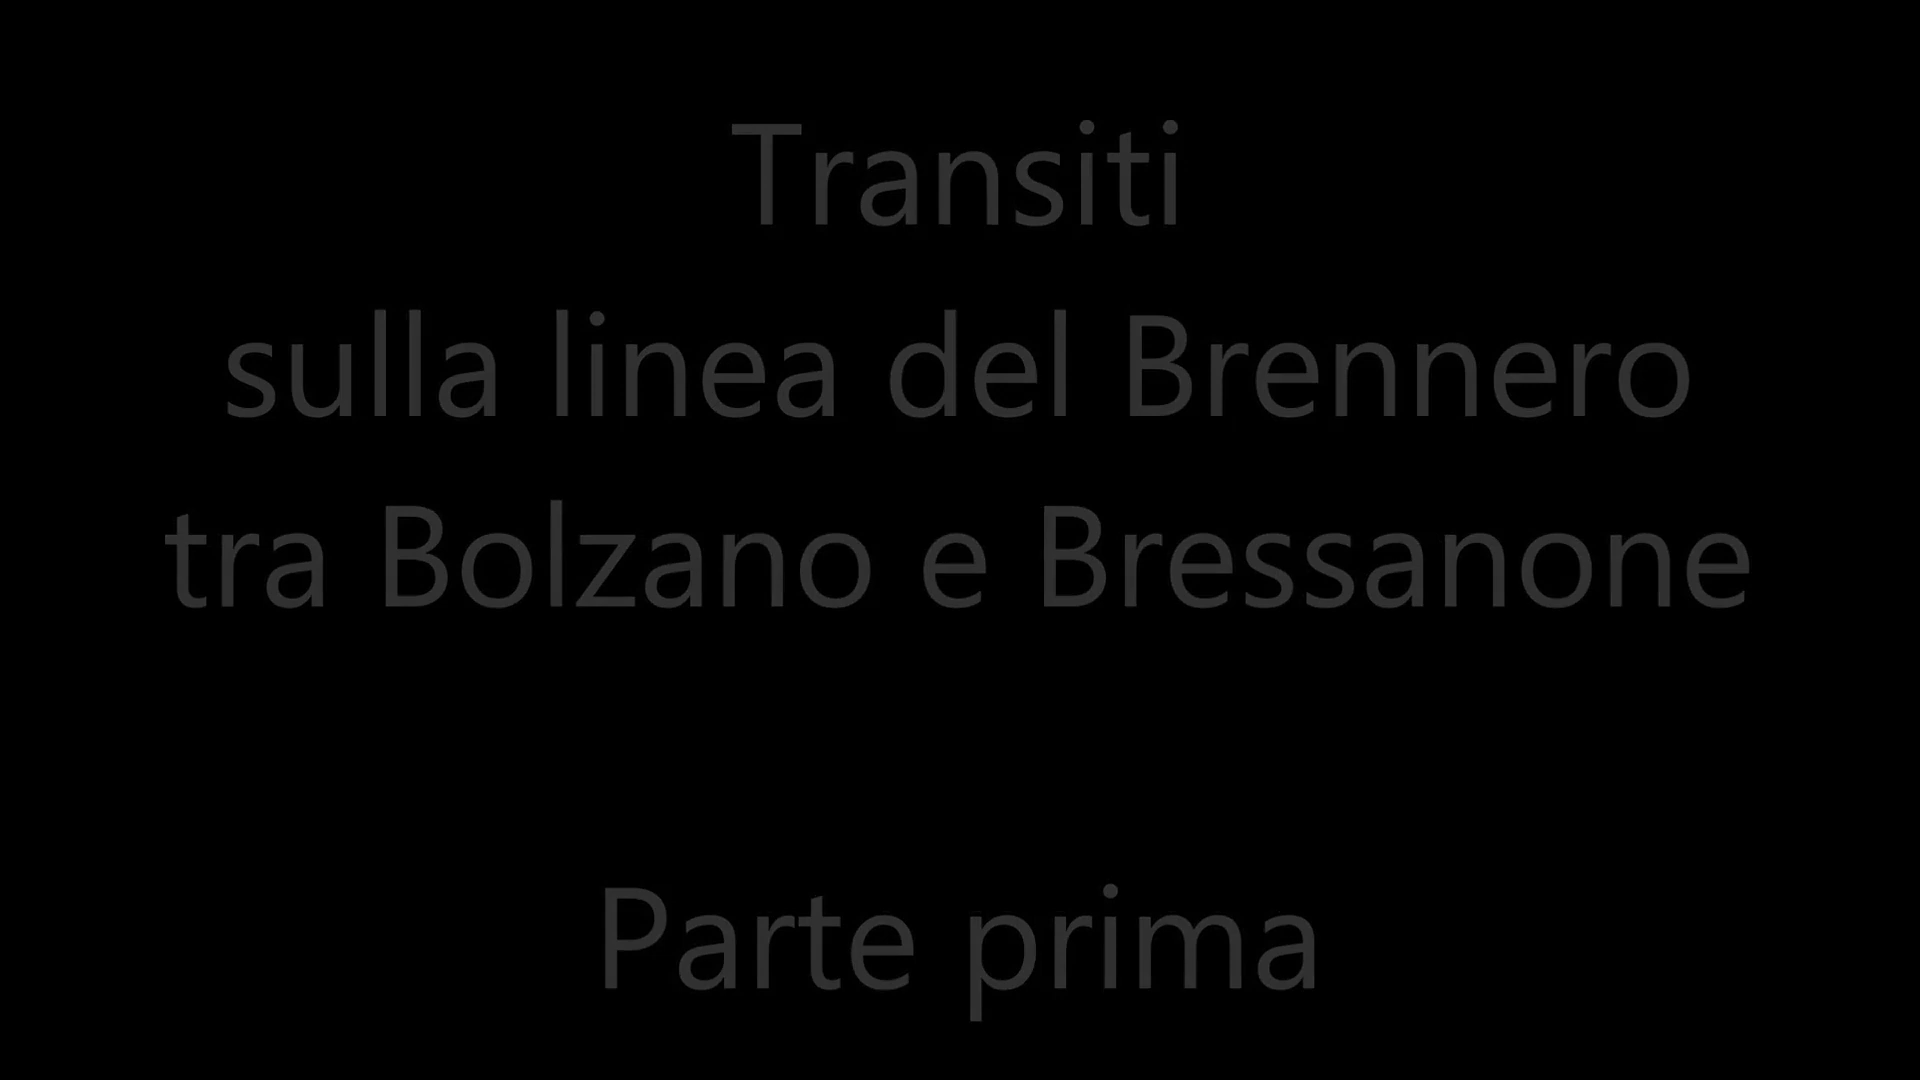 Transiti
sulla linea del Brennero
tra Bolzano e Bressanone
Parte prima